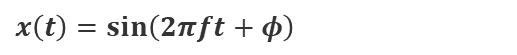 x(t) = sin(2πft + ϕ)